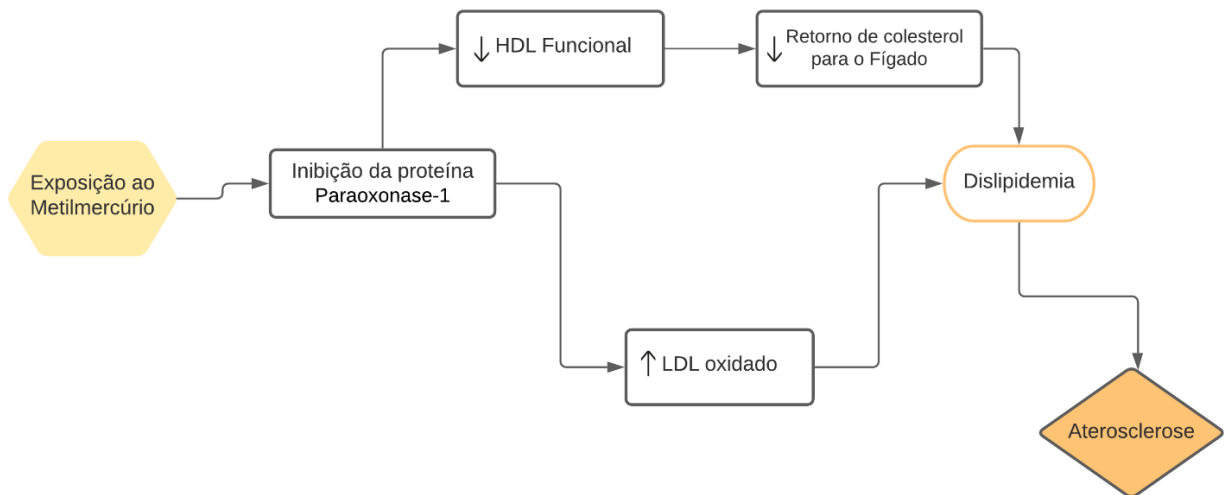 Exposição ao
Metilmercúrio
Inibição da proteína
Paraoxonase-1
↓ HDL Funcional
↓ Retorno de colesterol
para o Fígado
↑ LDL oxidado
Dislipidemia
Aterosclerose